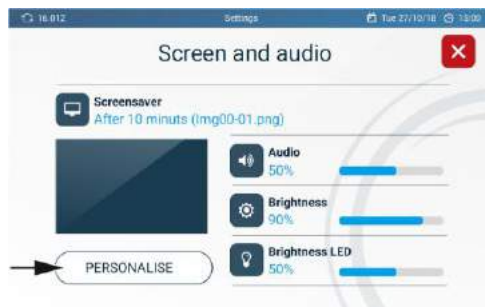 16.012 Settings Tue 27/10/18 13:00
Screen and audio
Screensaver
After 10 minuts (Img00-01.png)
Audio
50%
Brightness
90%
Brightness LED
50%
PERSONALISE